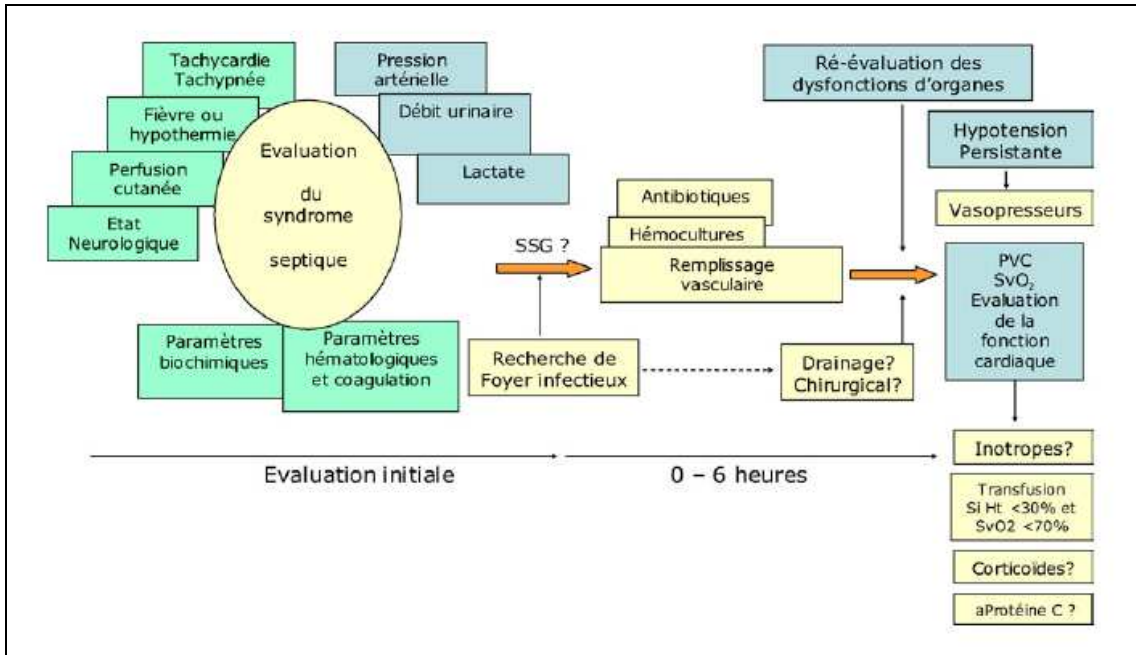 Tachycardie
Tachypnée
Fièvre ou
hypothermie
Perfusion
cutanée
Etat
Neurologique
Evaluation
du
syndrome
septique
Pression
artérielle
Débit urinaire
Lactate
Paramètres
biochimiques
Paramètres
hématologiques
et coagulation
SSG ?
Recherche de
Foyer infectieux
Antibiotiques
Hémocultures
Remplissage
vasculaire
Drainage?
Chirurgical?
Ré-évaluation des
dysfonctions d'organes
Hypotension
Persistante
Vasopresseurs
PVC
SvO₂
Evaluation
de la
fonction
cardiaque
Inotropes?
Transfusion
Si Ht <30% et
SvO2 <70%
Corticoïdes?
aProtéine C ?
Evaluation initiale
0 – 6 heures